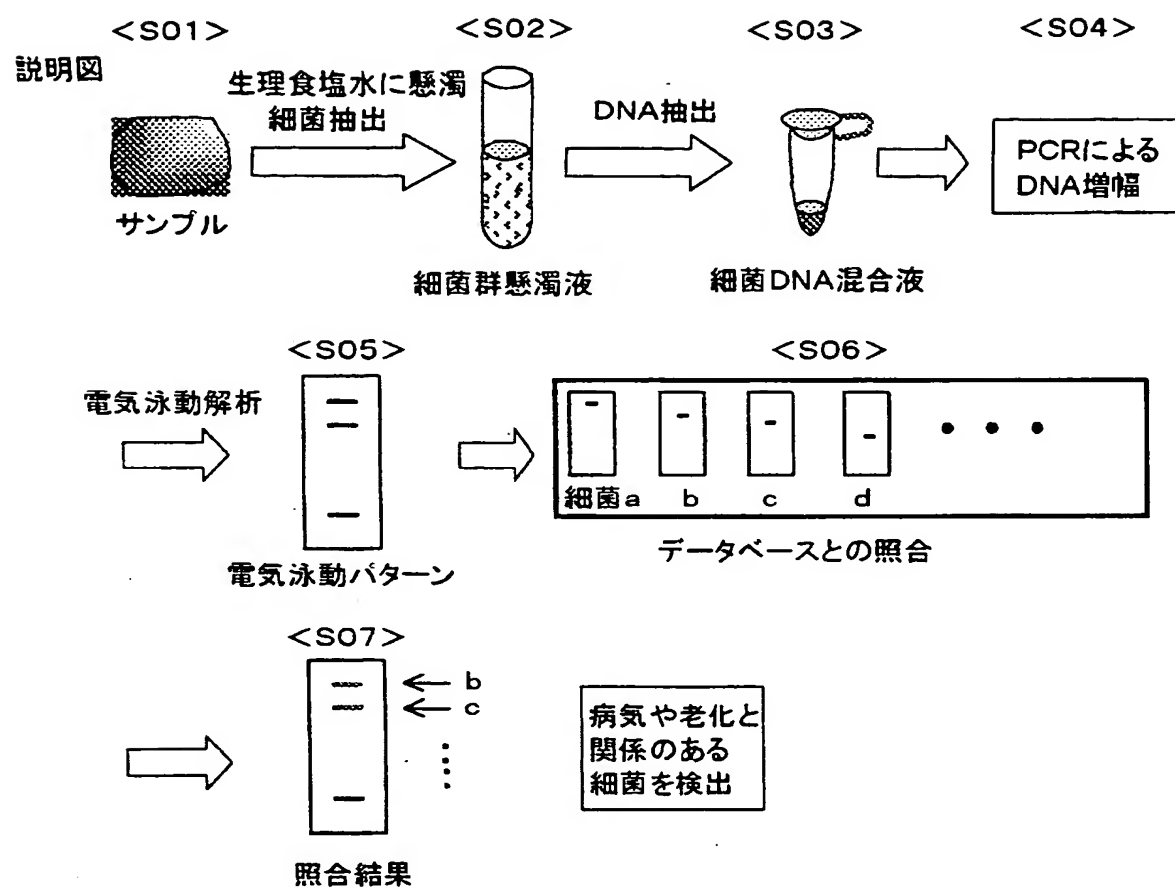 <S01>
<S02>
<S03>
<S04>
説明図
生理食塩水に懸濁
細菌抽出
DNA抽出
PCRによる
DNA増幅
サンプル
細菌群懸濁液
細菌DNA混合液
<S05>
<S06>
電気泳動解析
細菌a
b
c
d
電気泳動パターン
データベースとの照合
<S07>
b
c
病気や老化と
関係のある
細菌を検出
照合結果